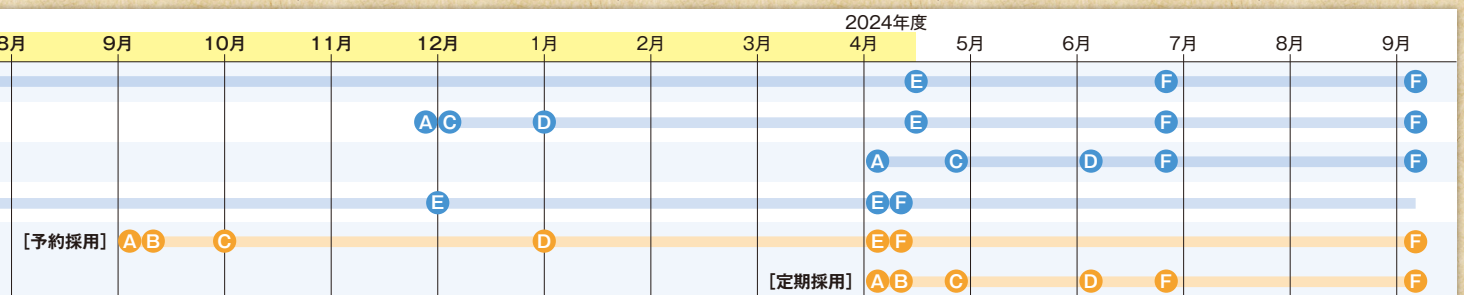 2024年度
8月 9月 10月 11月 12月 1月 2月 3月 4月 5月 6月 7月 8月 9月
E F F
A C D E F F
A C D F F
E E F
[予約採用] A B C D E F F
[定期採用] A B C D F F